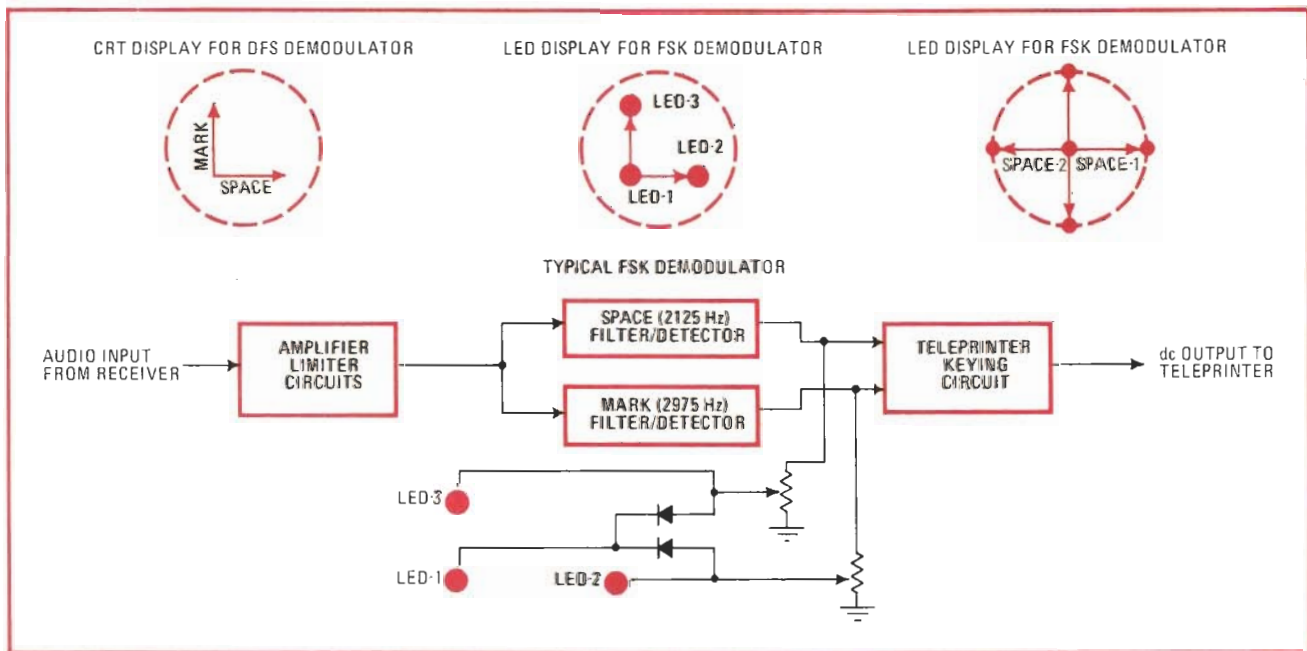 CRT DISPLAY FOR DFS DEMODULATOR
LED DISPLAY FOR FSK DEMODULATOR
LED DISPLAY FOR FSK DEMODULATOR
MARK
SPACE
LED-3
LED-2
LED-1
SPACE-2
SPACE-1
TYPICAL FSK DEMODULATOR
AUDIO INPUT
FROM RECEIVER
AMPLIFIER
LIMITER
CIRCUITS
SPACE (2125 Hz)
FILTER/DETECTOR
MARK (2975 Hz)
FILTER/DETECTOR
TELEPRINTER
KEYING
CIRCUIT
dc OUTPUT TO
TELEPRINTER
LED-3
LED-1
LED-2